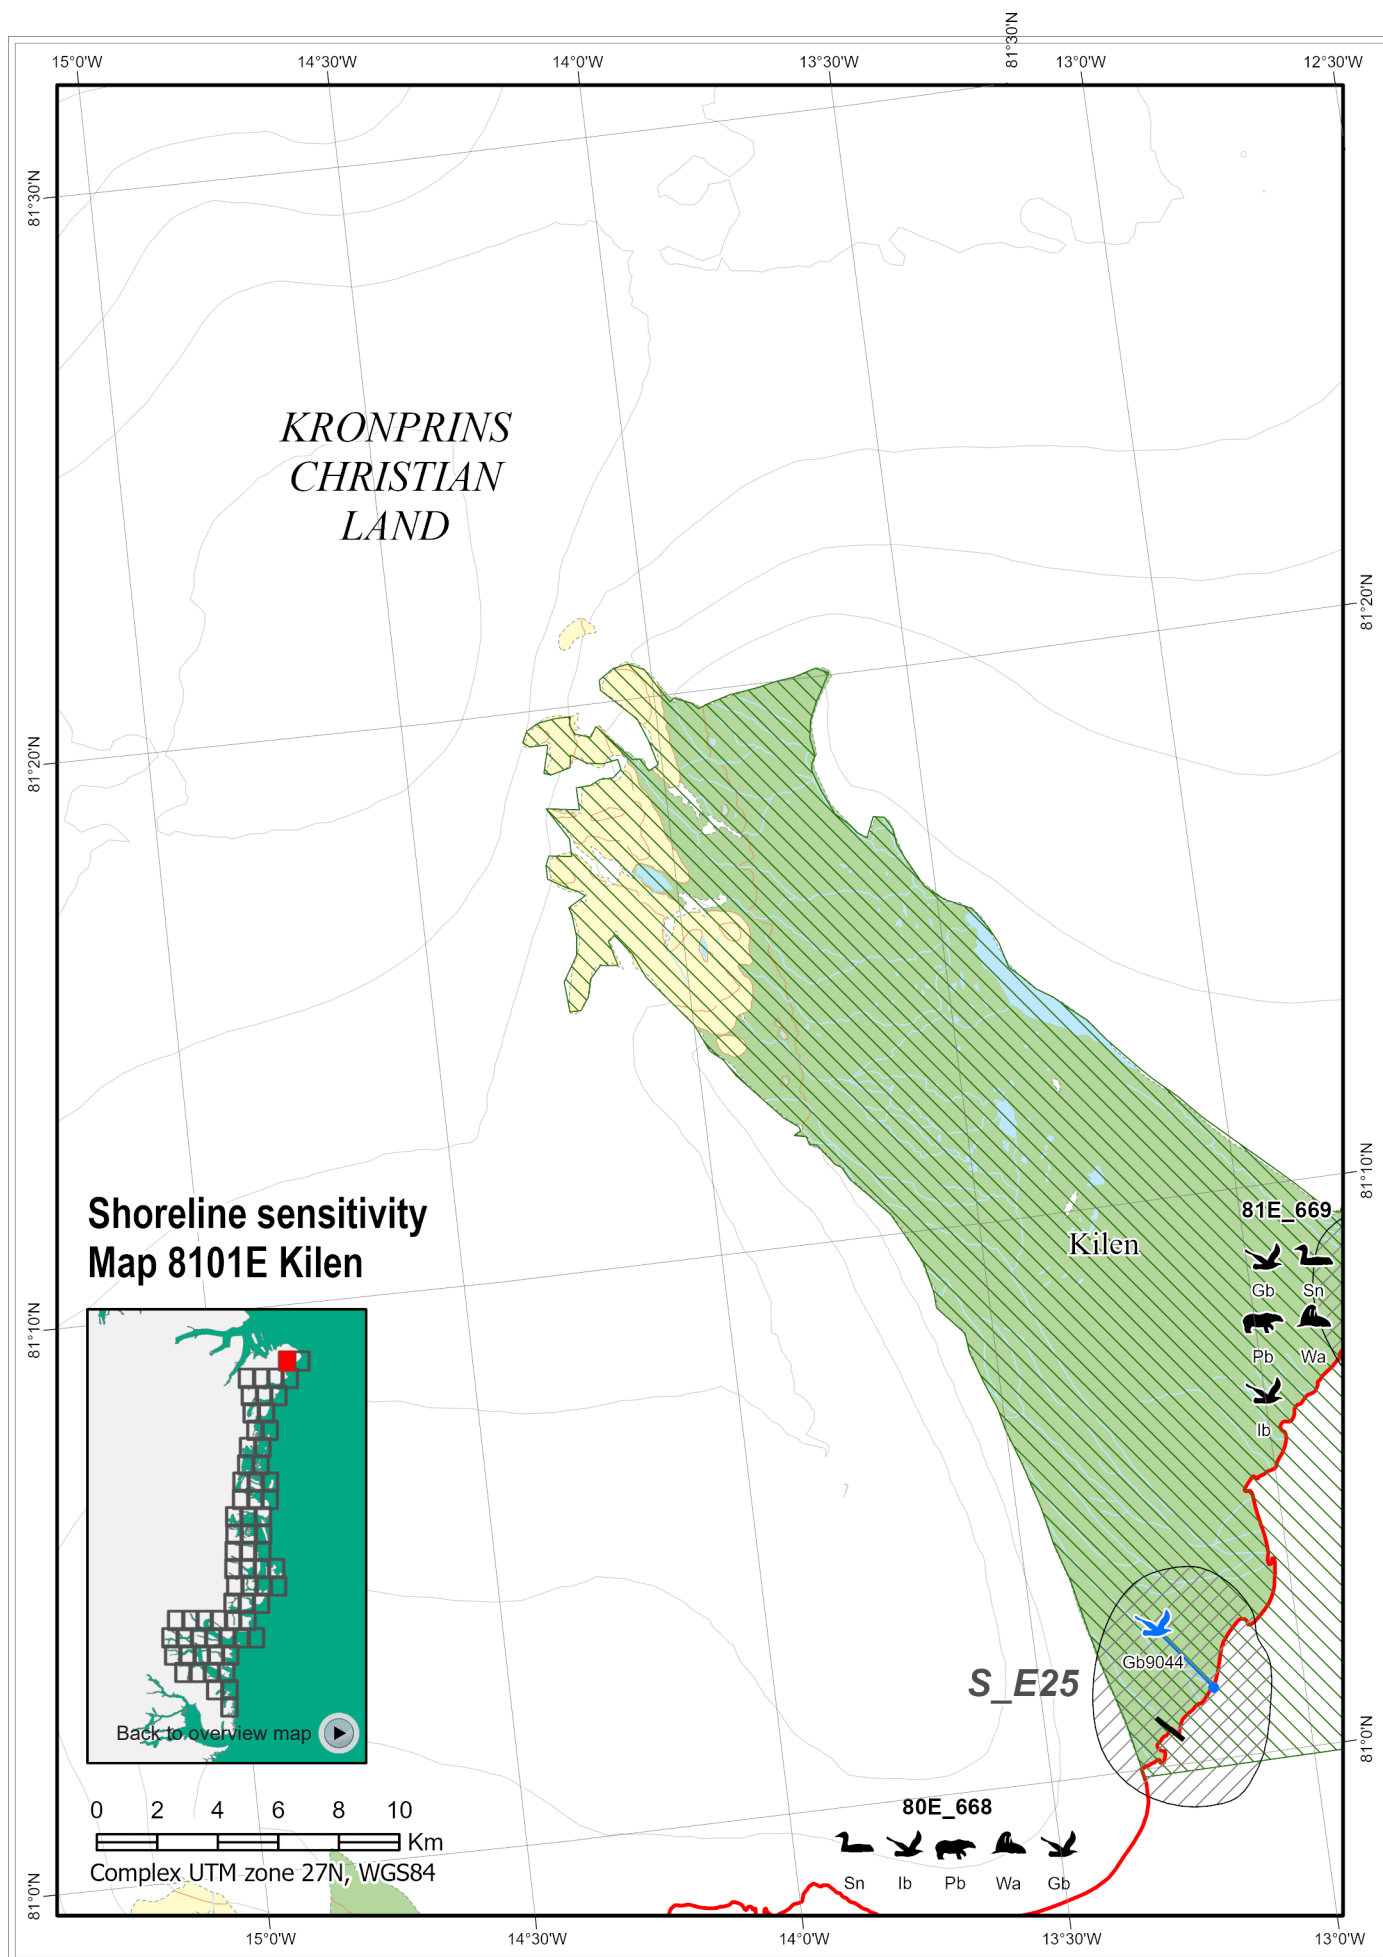 81°30'N
15°0'W
14°30'W
14°0'W
13°30'W
13°0'W
12°30'W
81°30'N
KRONPRINS
CHRISTIAN
LAND
81°20'N
81°20'N
81°10'N
Shoreline sensitivity
Map 8101E Kilen
81E_669
Kilen
Gb
Sn
Pb
Wa
Ib
81°10'N
Gb9044
S_E25
Back to overview map
81°0'N
0
2
4
6
8
10
Km
Complex UTM zone 27N, WGS84
80E_668
Sn
Ib
Pb
Wa
Gb
81°0'N
15°0'W
14°30'W
14°0'W
13°30'W
13°0'W